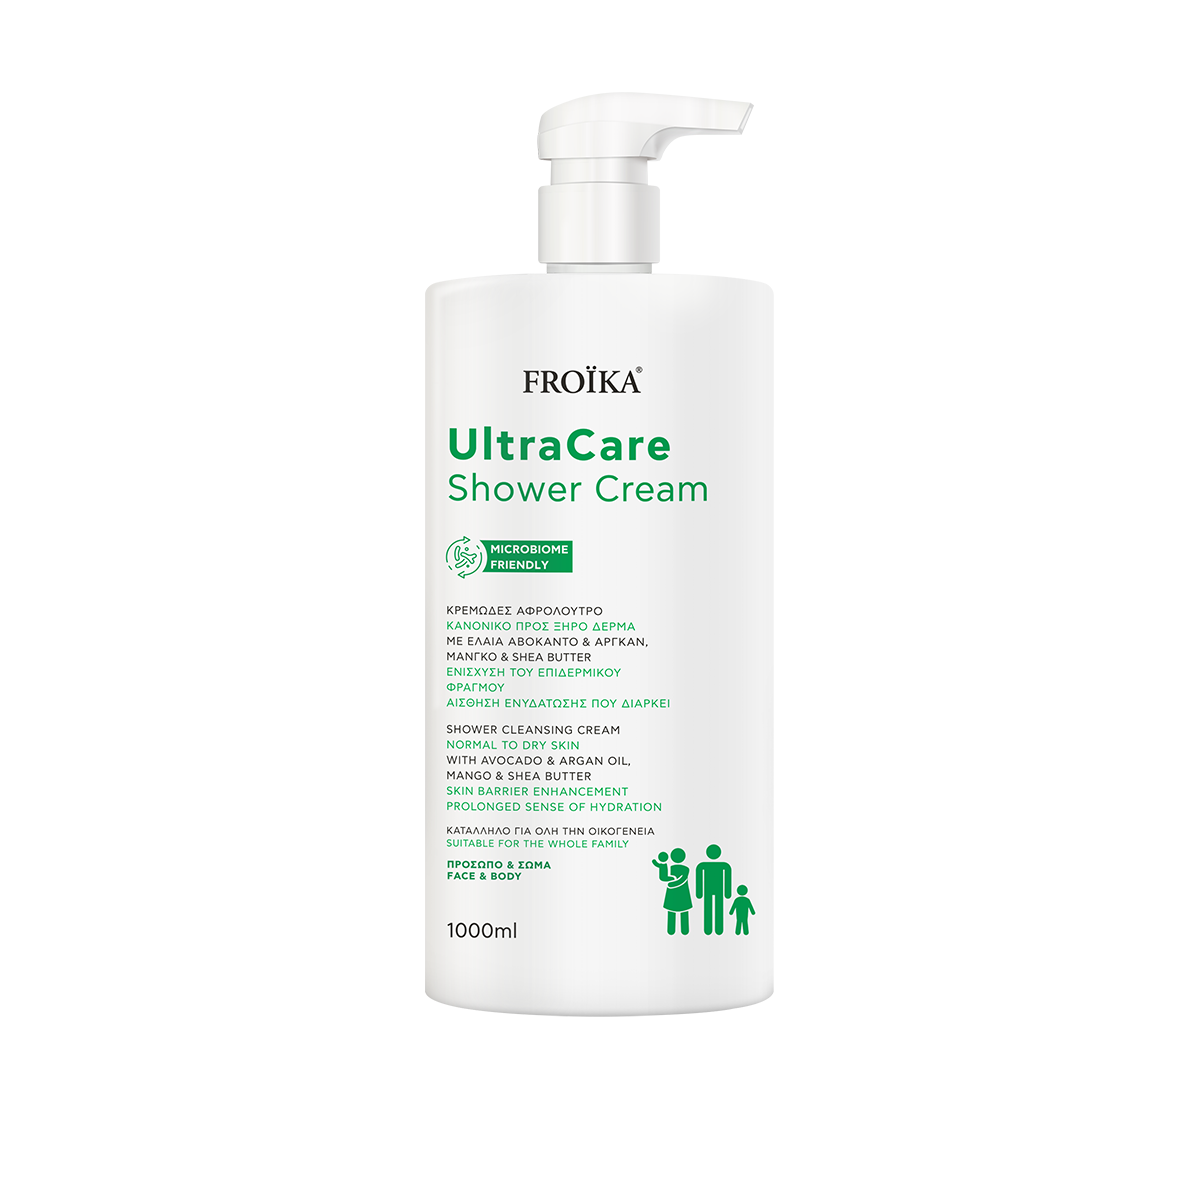 FROÏKA®
UltraCare
Shower Cream
MICROBIOME
FRIENDLY
ΚΡΕΜΩΔΕΣ ΑΦΡΟΛΟΥΤΡΟ
ΚΑΝΟΝΙΚΟ ΠΡΟΣ ΞΗΡΟ ΔΕΡΜΑ
ΜΕ ΕΛΑΙΑ ΑΒΟΚΑΝΤΟ & ΑΡΓΚΑΝ,
ΜΑΝΓΚΟ & SHEA BUTTER
ΕΝΙΣΧΥΣΗ ΤΟΥ ΕΠΙΔΕΡΜΙΚΟΥ
ΦΡΑΓΜΟΥ
ΑΙΣΘΗΣΗ ΕΝΥΔΑΤΩΣΗΣ ΠΟΥ ΔΙΑΡΚΕΙ
SHOWER CLEANSING CREAM
NORMAL TO DRY SKIN
WITH AVOCADO & ARGAN OIL,
MANGO & SHEA BUTTER
SKIN BARRIER ENHANCEMENT
PROLONGED SENSE OF HYDRATION
ΚΑΤΑΛΛΗΛΟ ΓΙΑ ΟΛΗ ΤΗΝ ΟΙΚΟΓΕΝΕΙΑ
SUITABLE FOR THE WHOLE FAMILY
ΠΡΟΣΩΠΟ & ΣΩΜΑ
FACE & BODY
1000ml